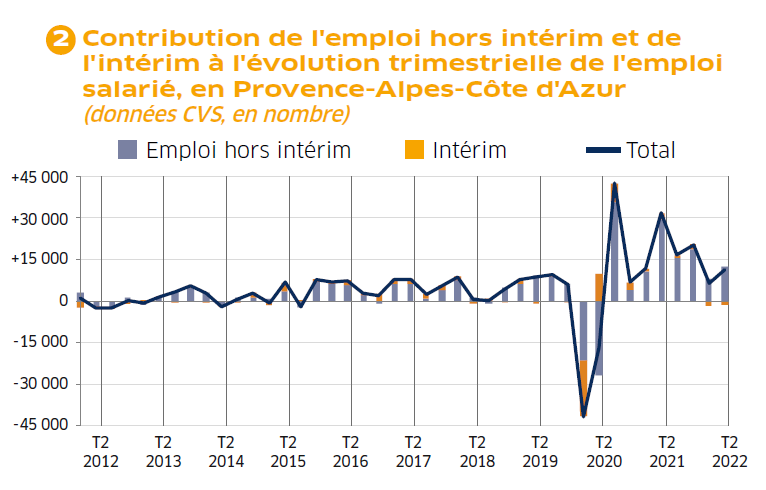 2 Contribution de l'emploi hors intérim et de
l'intérim à l'évolution trimestrielle de l'emploi
salarié, en Provence-Alpes-Côte d'Azur
(données CVS, en nombre)
Emploi hors intérim Intérim Total
+45 000
+30 000
+15 000
0
-15 000
-30 000
-45 000
T2 T2 T2 T2 T2 T2 T2 T2 T2 T2 T2
2012 2013 2014 2015 2016 2017 2018 2019 2020 2021 2022